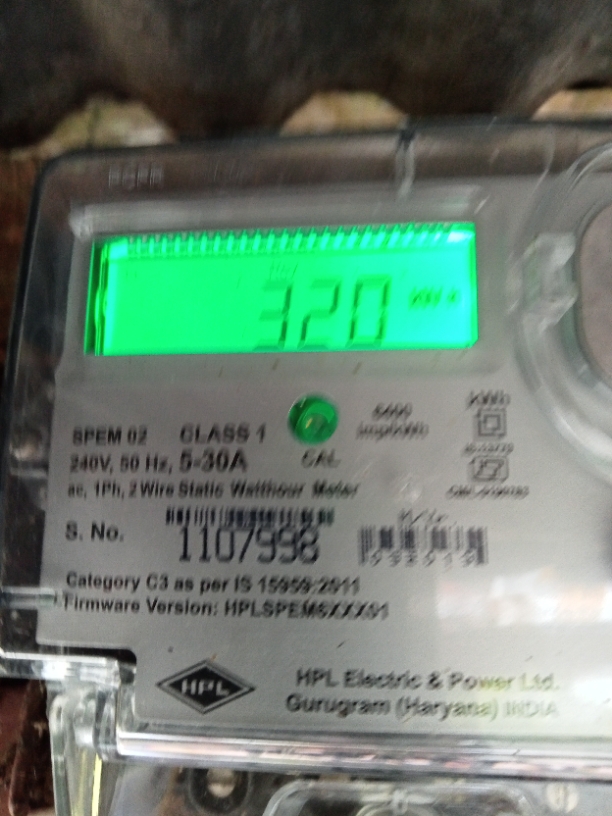 320
SPEM 02 CLASS 1
240V, 50 Hz, 5-30A
CAL
ac, 1Ph, 2 Wire Static Watthour Meter
S. No.
1107998
Category C3 as per IS 15959:2011
Firmware Version:
HPL
HPL Electric & Power Ltd.
Gurugram (Haryana) INDIA